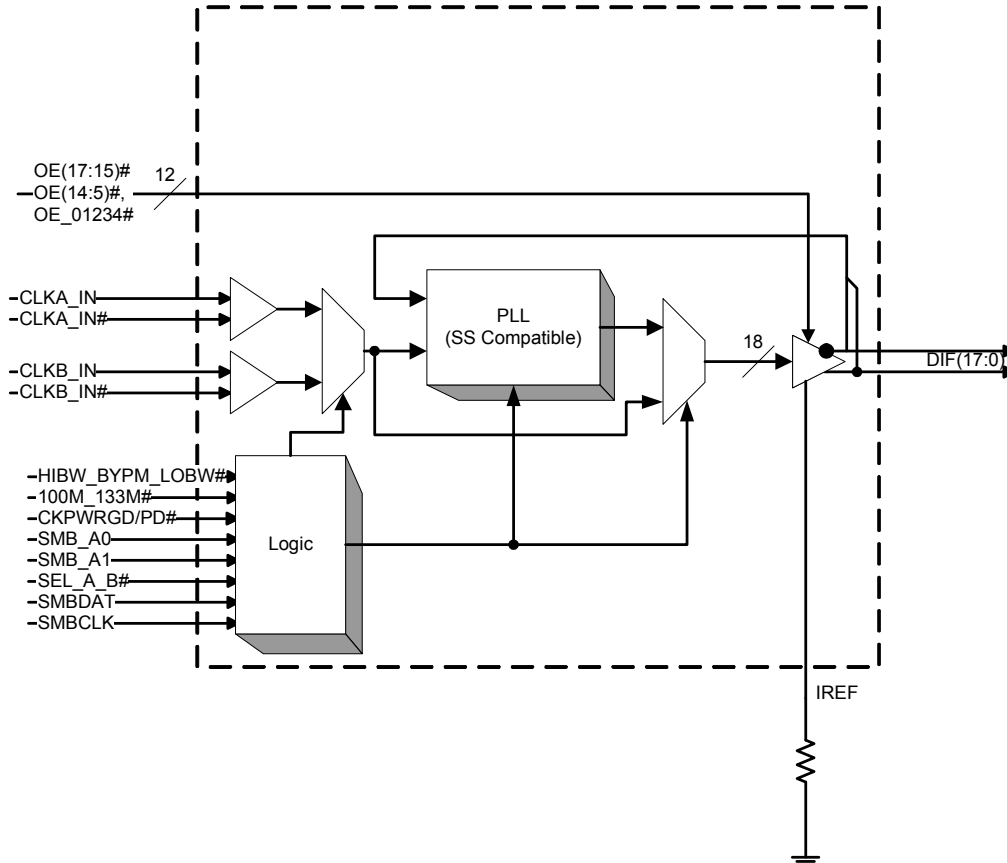 OE(17:15)#
OE(14:5)#,
OE_01234#
12
CLKA_IN
CLKA_IN#
CLKB_IN
CLKB_IN#
PLL
(SS Compatible)
18
DIF(17:0)
HIBW_BYPM_LOBW#
100M_133M#
CKPWRGD/PD#
SMB_A0
SMB_A1
SEL_A_B#
SMBDAT
SMBCLK
Logic
IREF